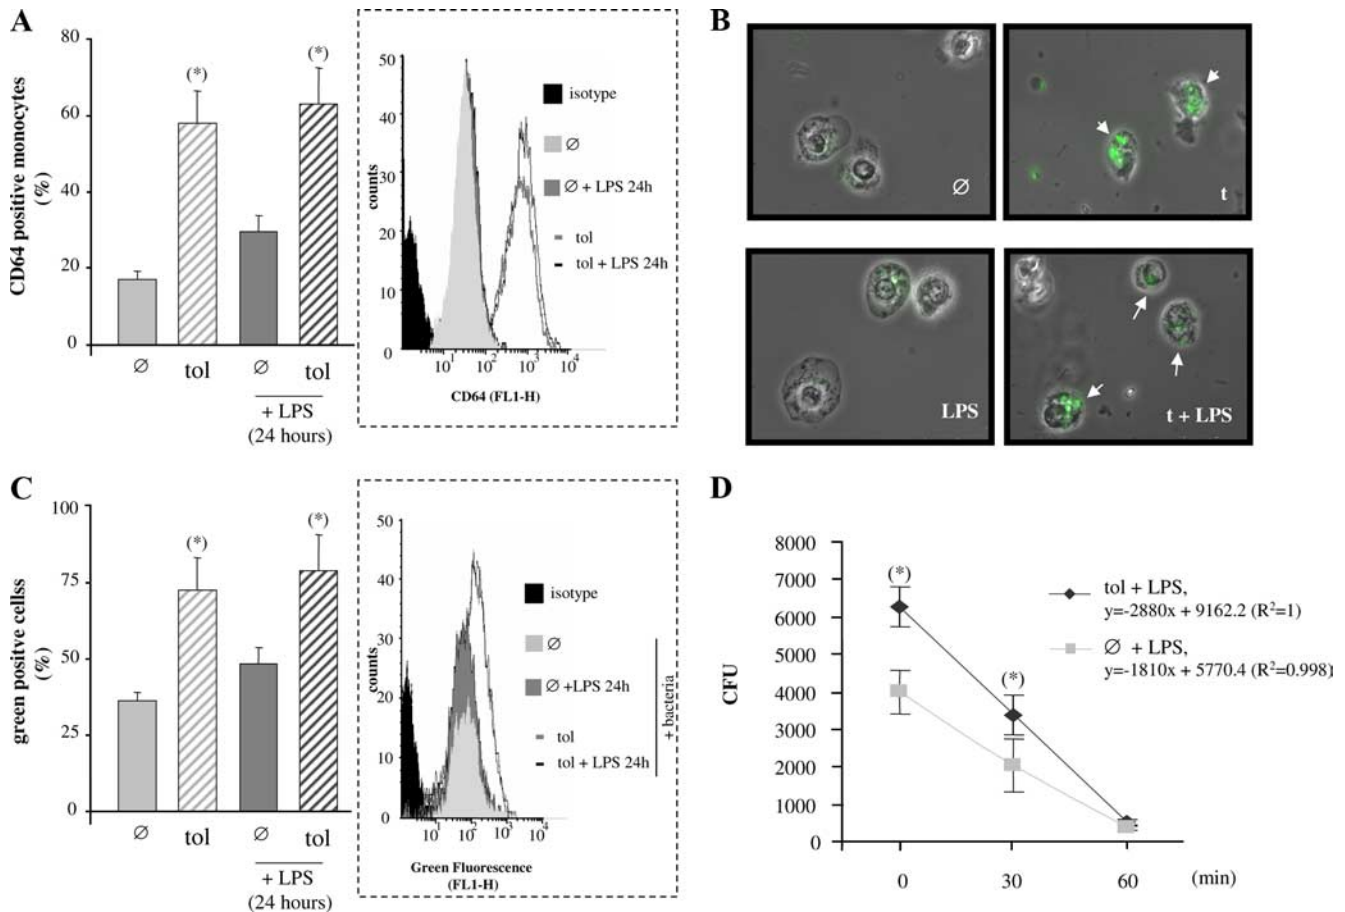 A
80
60
40
20
0
CD64 positive monocytes
(%)
(*)
(*)
∅
tol
∅
tol
+ LPS
(24 hours)
50
40
30
20
10
0
counts
10¹
10²
10³
10⁴
CD64 (FL1-H)
isotype
∅
∅ + LPS 24h
tol
tol + LPS 24h
B
∅
t
LPS
t + LPS
C
100
75
50
25
0
green positve cellss
(%)
(*)
(*)
∅
tol
∅
tol
+ LPS
(24 hours)
50
40
30
20
10
0
counts
10¹
10²
10³
10⁴
Green Fluorescence
(FL1-H)
isotype
∅
∅ +LPS 24h
tol
tol + LPS 24h
+ bacteria
D
8000
7000
6000
5000
4000
3000
2000
1000
0
CFU
(*)
(*)
0
30
60
(min)
tol + LPS,
y=-2880x + 9162.2 (R²=1)
∅ + LPS,
y=-1810x + 5770.4 (R²=0.998)